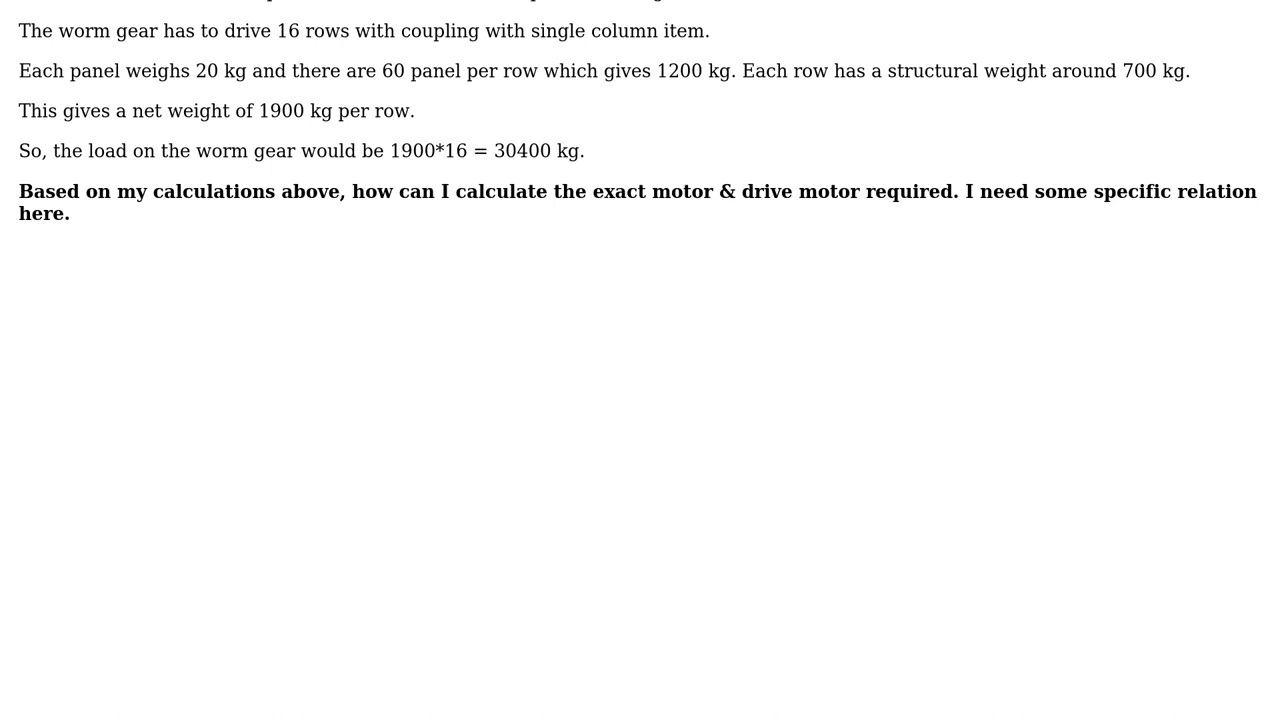 The worm gear has to drive 16 rows with coupling with single column item.
Each panel weighs 20 kg and there are 60 panel per row which gives 1200 kg. Each row has a structural weight around 700 kg.
This gives a net weight of 1900 kg per row.
So, the load on the worm gear would be 1900*16 = 30400 kg.
Based on my calculations above, how can I calculate the exact motor & drive motor required. I need some specific relation
here.